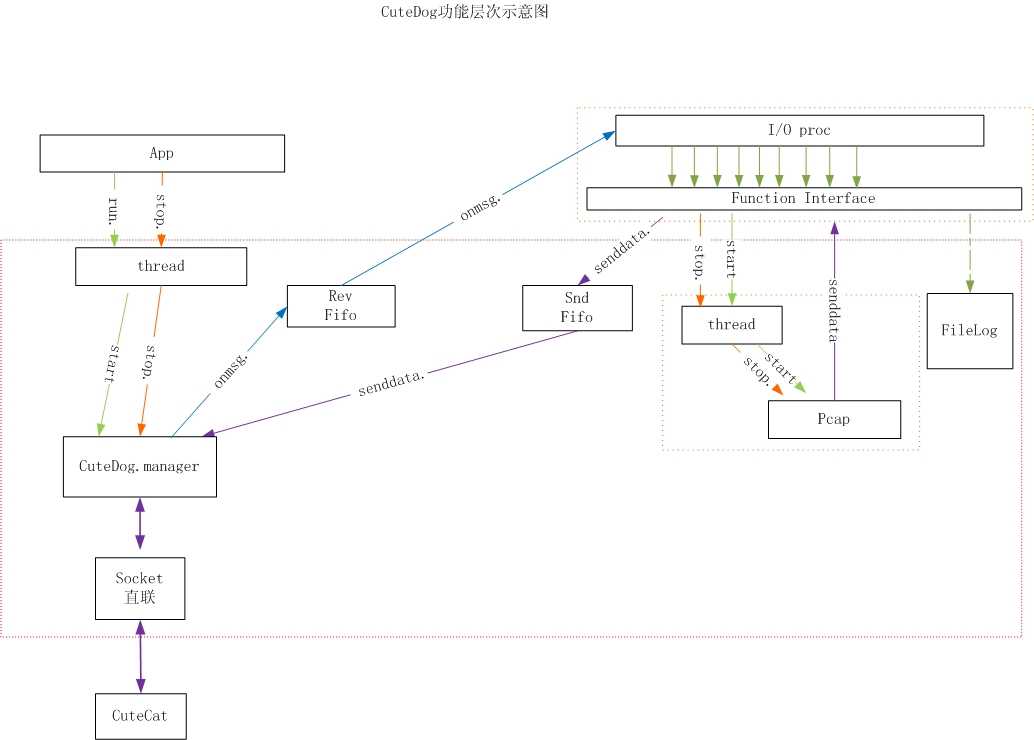 CuteDog功能层次示意图
I/O proc
App
Function Interface
run.
stop.
onmsg.
senddata.
stop.
start
thread
Rev
Fifo
Snd
Fifo
senddata
FileLog
thread
start
stop.
onmsg.
senddata.
stop.
start
Pcap
CuteDog.manager
Socket
直联
CuteCat